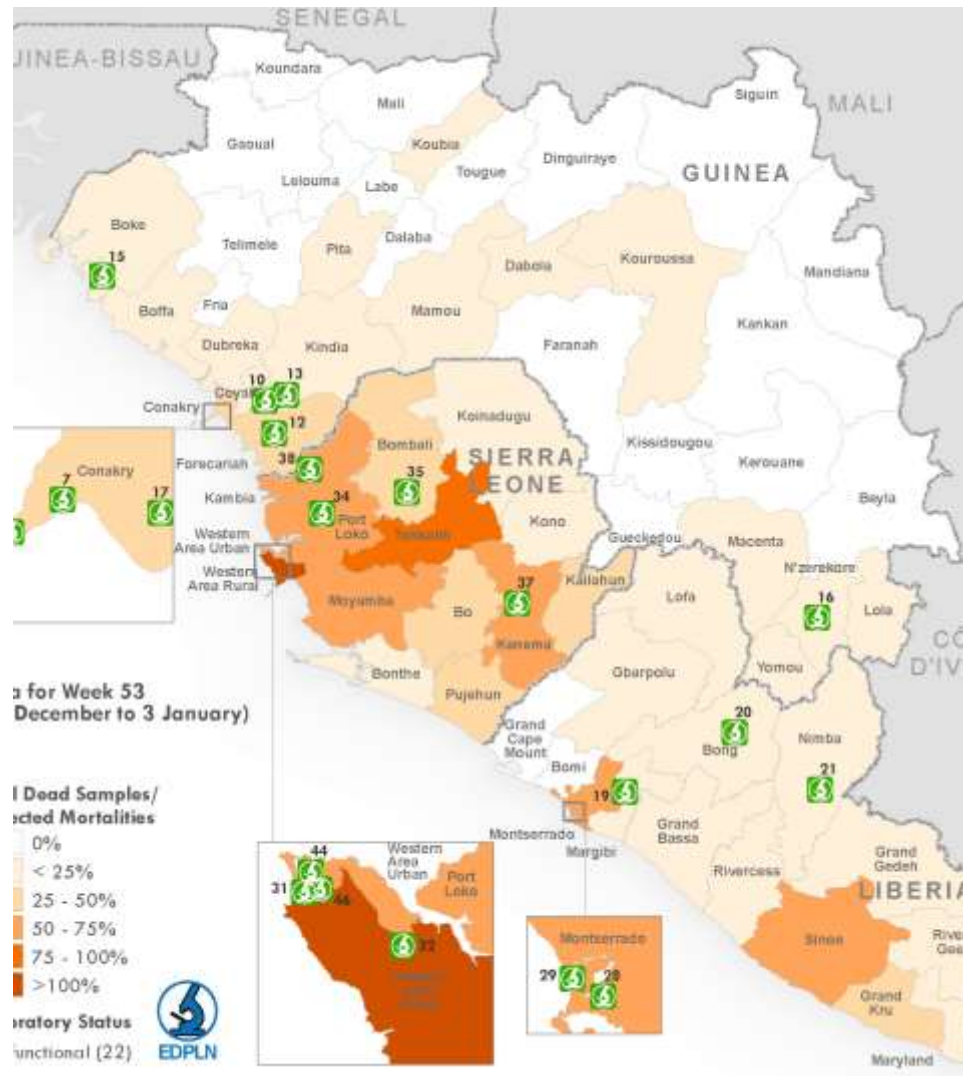 SENEGAL
UINEA-BISSAU
MALI
GUINEA
Koundara
Mali
Siguiri
Koubia
Gaoual
Dinguiraye
Tougue
Lelouma
Labe
Boke
Dalaba
Telimele
Pita
Kouroussa
Dabola
Mandiana
15
Fria
Boffa
Mamou
Kankan
Dubreka
Kindia
Faranah
13
10
Coyah
Conakry
12
Koinadugu
Bombali
Kissidougou
SIERRA
LEONE
Forecariah
38
35
Kerouane
Conakry
7
17
Kambia
34
Port
Loko
Kono
Beyla
Gueckedou
Macenta
Western
Area Urban
Tonkolili
N'zerekore
Western
Area Rural
Kailahun
37
Moyamba
Bo
Lofa
16
Lola
Kenema
CÔ
D'IV
Gbarpolu
Yomou
Bonthe
Pujehun
a for Week 53
December to 3 January)
20
Grand
Cape
Mount
Bong
Nimba
Bomi
21
l Dead Samples/
ected Mortalities
19
Montserrado
Margibi
Grand
Bassa
0%
< 25%
25 - 50%
50 - 75%
75 - 100%
>100%
Rivercess
Grand
Gedeh
LIBERIA
44
Western
Area
Urban
Port
Loko
31
46
32
Montserrado
29
28
Sinoe
River
Gee
Grand
Kru
Maryland
oratory Status
unctional (22)
EDPLN